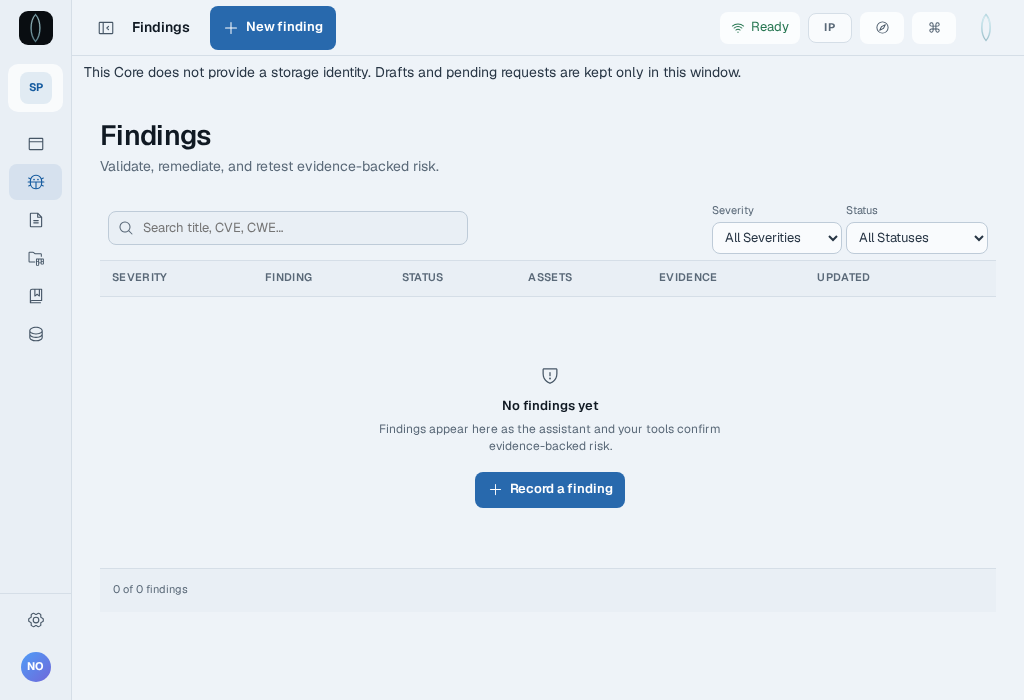 Findings
New finding
Ready
IP
SP
This Core does not provide a storage identity. Drafts and pending requests are kept only in this window.
Findings
Validate, remediate, and retest evidence-backed risk.
Search title, CVE, CWE...
Severity
All Severities
Status
All Statuses
SEVERITY FINDING STATUS ASSETS EVIDENCE UPDATED
No findings yet
Findings appear here as the assistant and your tools confirm
evidence-backed risk.
Record a finding
0 of 0 findings
NO